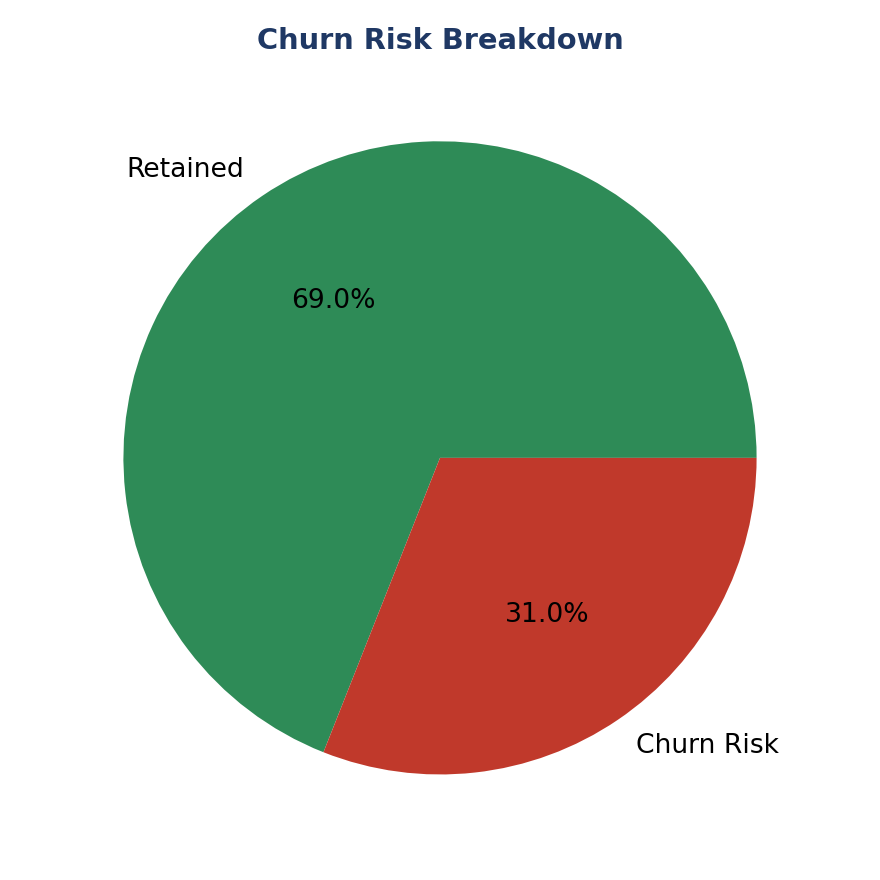 Churn Risk Breakdown
Retained
69.0%
31.0%
Churn Risk